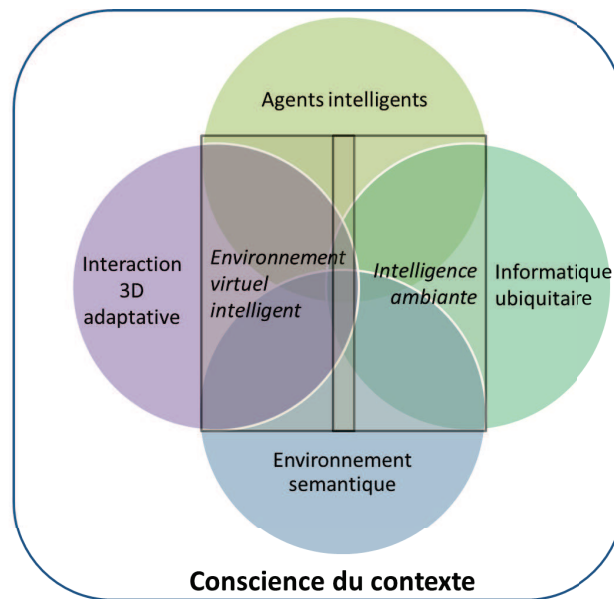 Agents intelligents
Interaction
3D
adaptative
Environnement
virtuel
intelligent
Intelligence
ambiante
Informatique
ubiquitaire
Environnement
semantique
Conscience du contexte